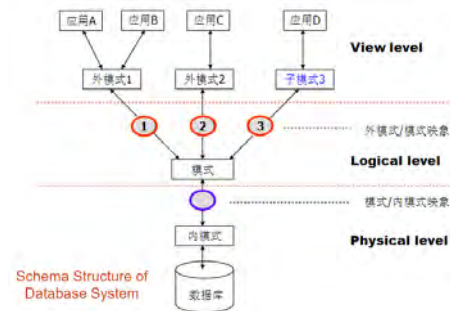 应用A 应用B 应用C 应用D
View level
外模式1 外模式2 子模式3
1 2 3
外模式/模式映象
模式
Logical level
模式/内模式映象
内模式
Physical level
Schema Structure of
Database System
数据库